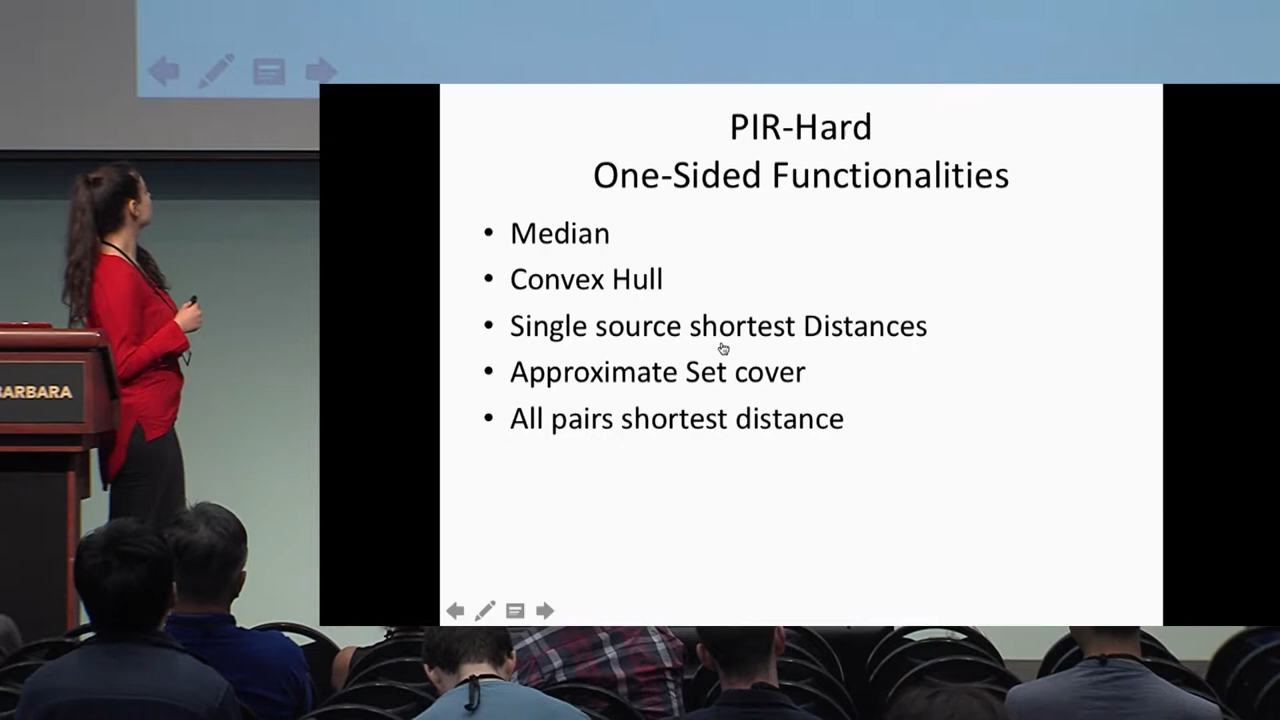 PIR-Hard
One-Sided Functionalities
• Median
• Convex Hull
• Single source shortest Distances
• Approximate Set cover
• All pairs shortest distance
ARBARA